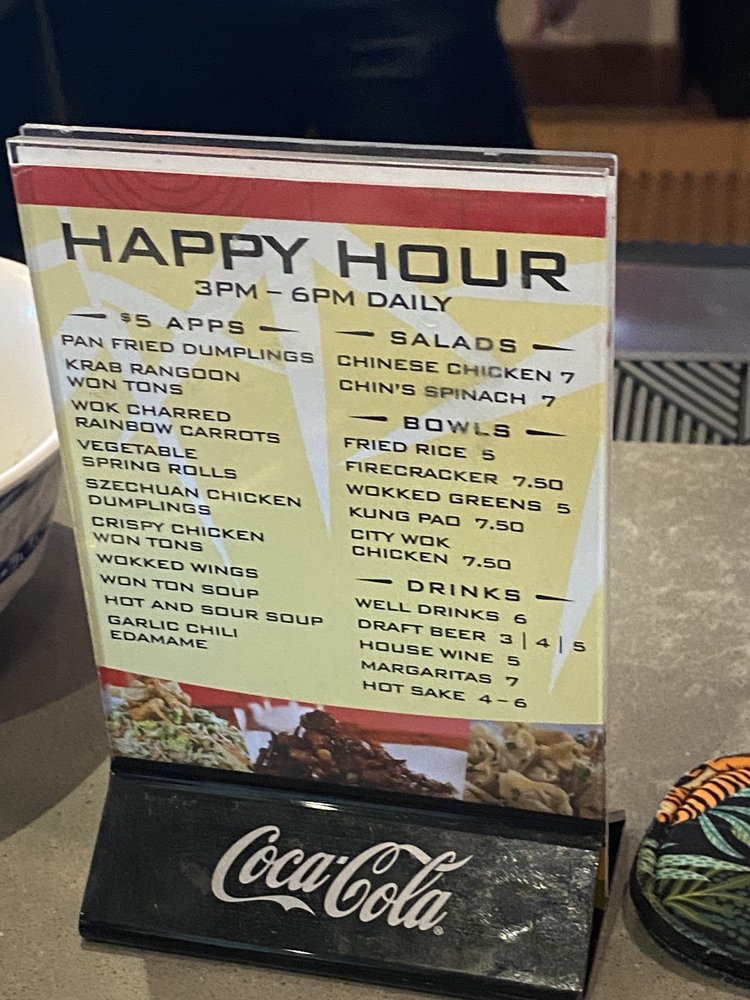 HAPPY HOUR
3PM – 6PM DAILY
$5 APPS
PAN FRIED DUMPLINGS
KRAB RANGOON
WON TONS
WOK CHARRED
RAINBOW CARROTS
VEGETABLE
SPRING ROLLS
SZECHUAN CHICKEN
DUMPLINGS
CRISPY CHICKEN
WON TONS
WOKKED WINGS
WON TON SOUP
HOT AND SOUR SOUP
GARLIC CHILI
EDAMAME
SALADS
CHINESE CHICKEN 7
CHIN'S SPINACH 7
BOWLS
FRIED RICE 5
FIRECRACKER 7.50
WOKKED GREENS 5
KUNG PAO 7.50
CITY WOK
CHICKEN 7.50
DRINKS
WELL DRINKS 6
DRAFT BEER 3 | 4 | 5
HOUSE WINE 5
MARGARITAS 7
HOT SAKE 4–6
Coca-Cola®